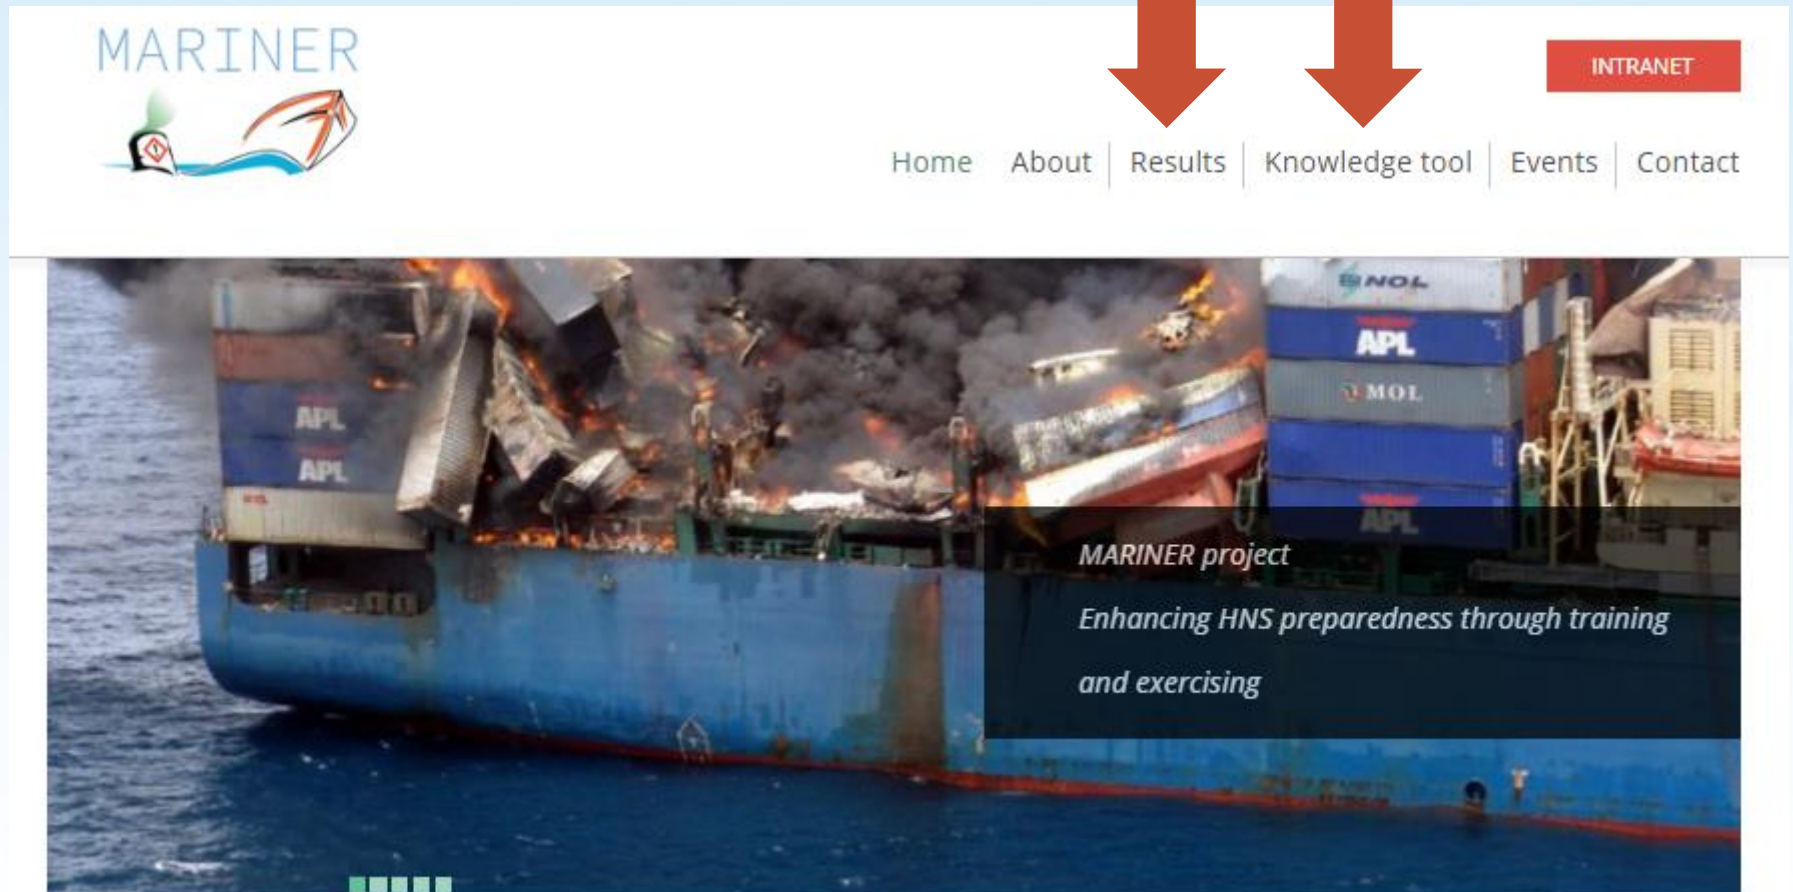 MARINER
INTRANET
Home About Results Knowledge tool Events Contact
NOL
APL
MOL
APL
APL
APL
MARINER project
Enhancing HNS preparedness through training
and exercising